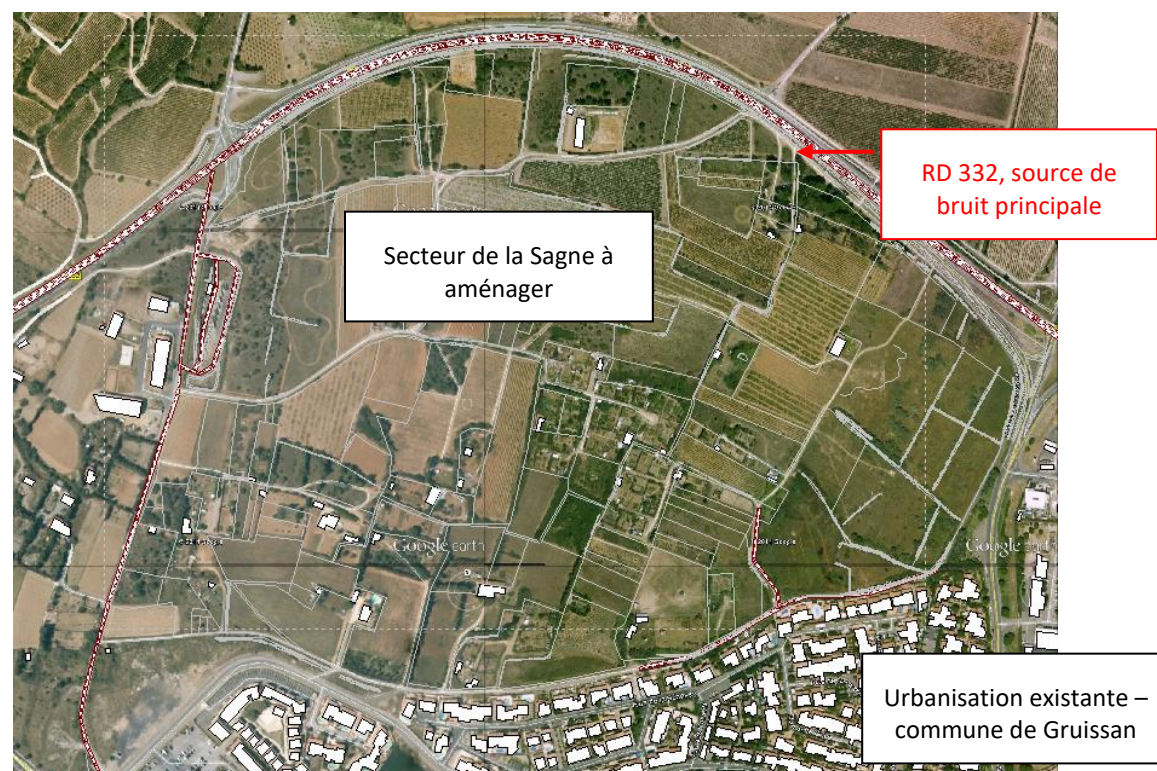 RD 332, source de
bruit principale
Secteur de la Sagne à
aménager
Google earth
Google earth
Urbanisation existante –
commune de Gruissan